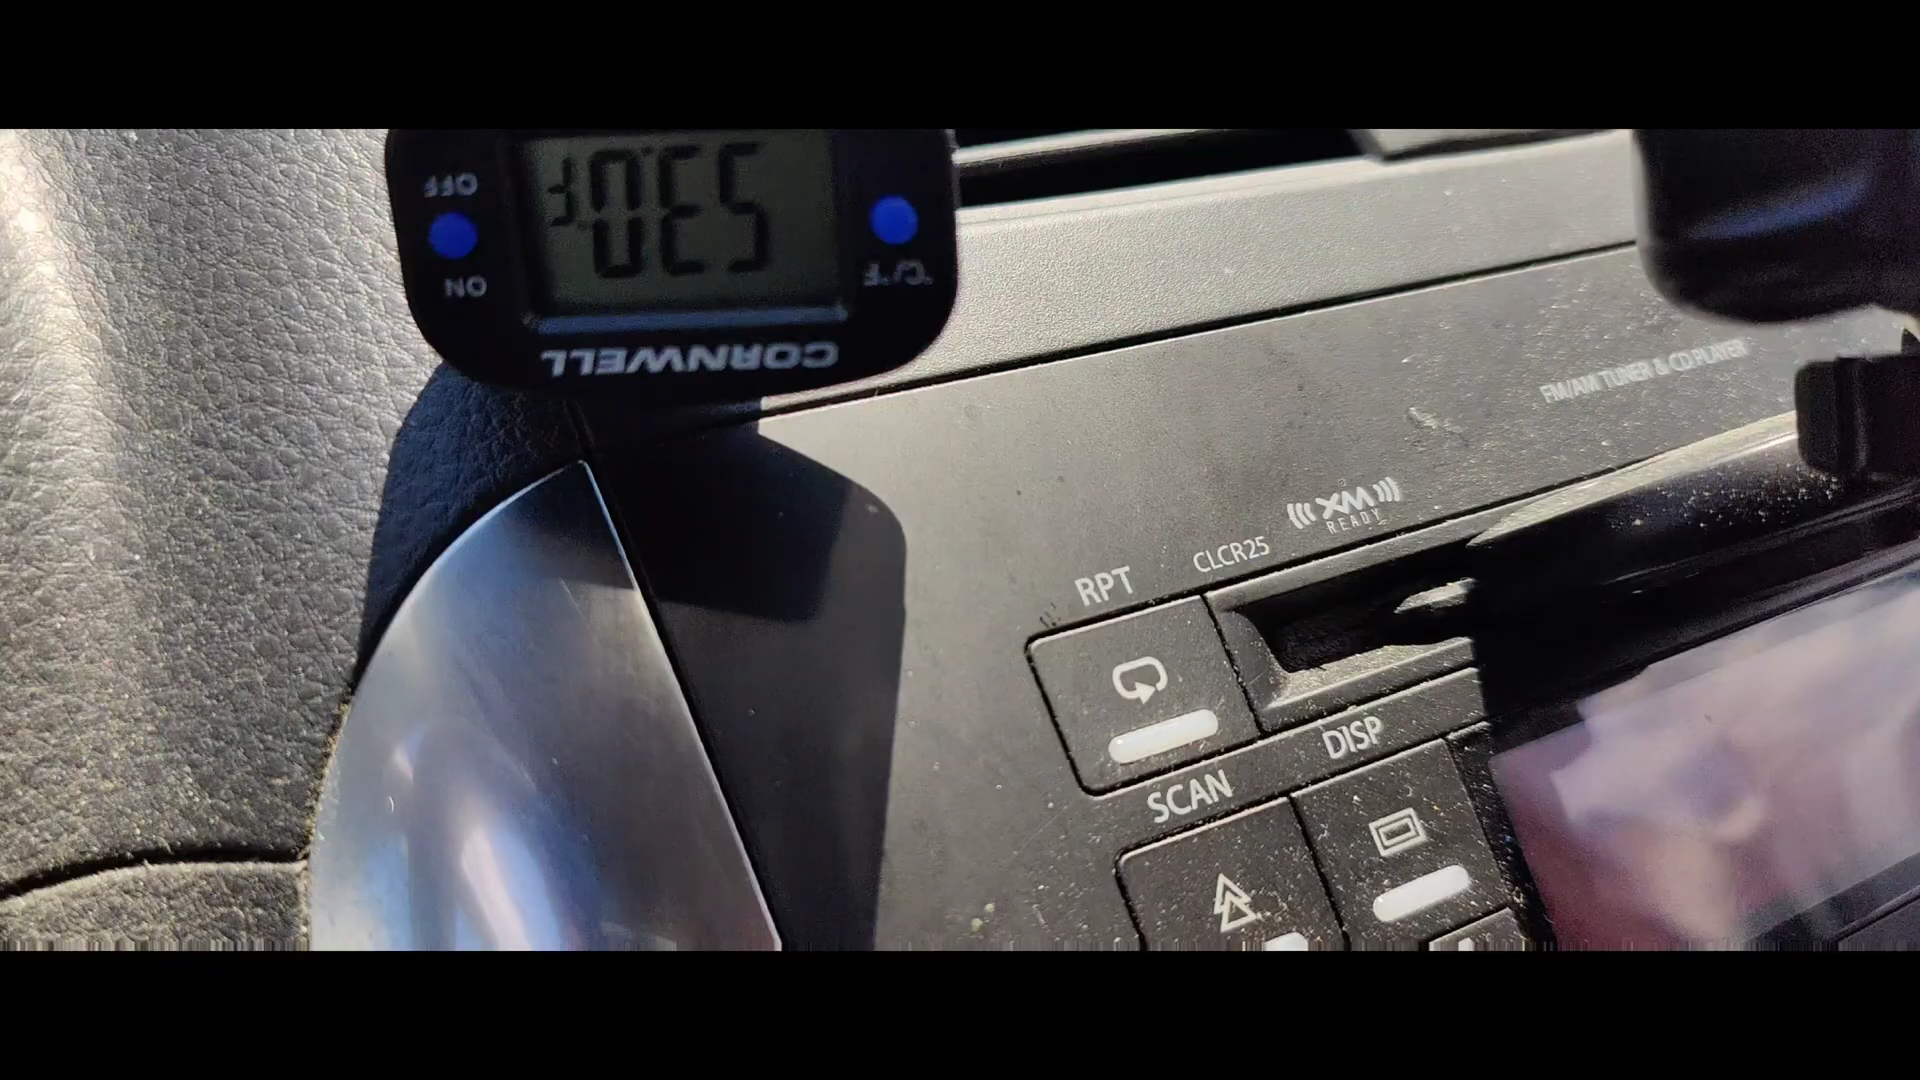 OFF
ON
53.0°F
°C/°F
CORNWELL
FM/AM TUNER & CD PLAYER
XM
READY
CLCR25
RPT
DISP
SCAN